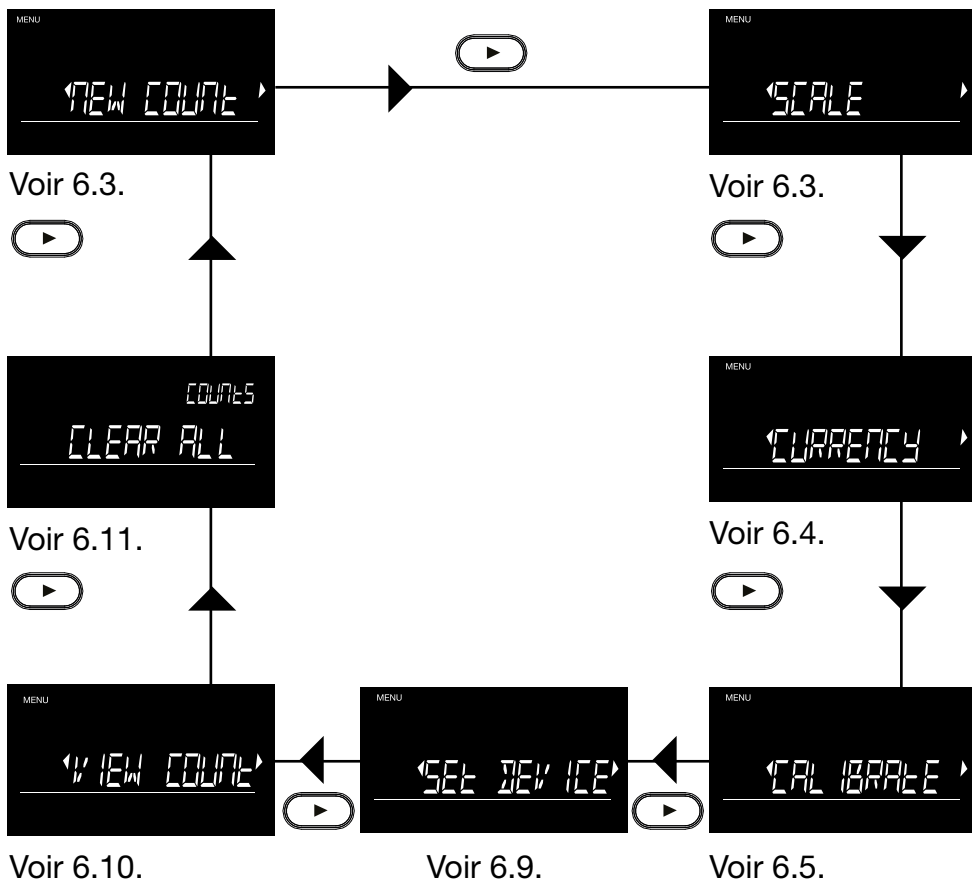 MENU
NEW COUNt
Voir 6.3.
MENU
SCALE
Voir 6.3.
MENU
CURRENCY
Voir 6.4.
MENU
CALIBRAtE
Voir 6.5.
MENU
SEt DEVICE
Voir 6.9.
MENU
VIEW COUNt
Voir 6.10.
COUNtS
CLEAR ALL
Voir 6.11.